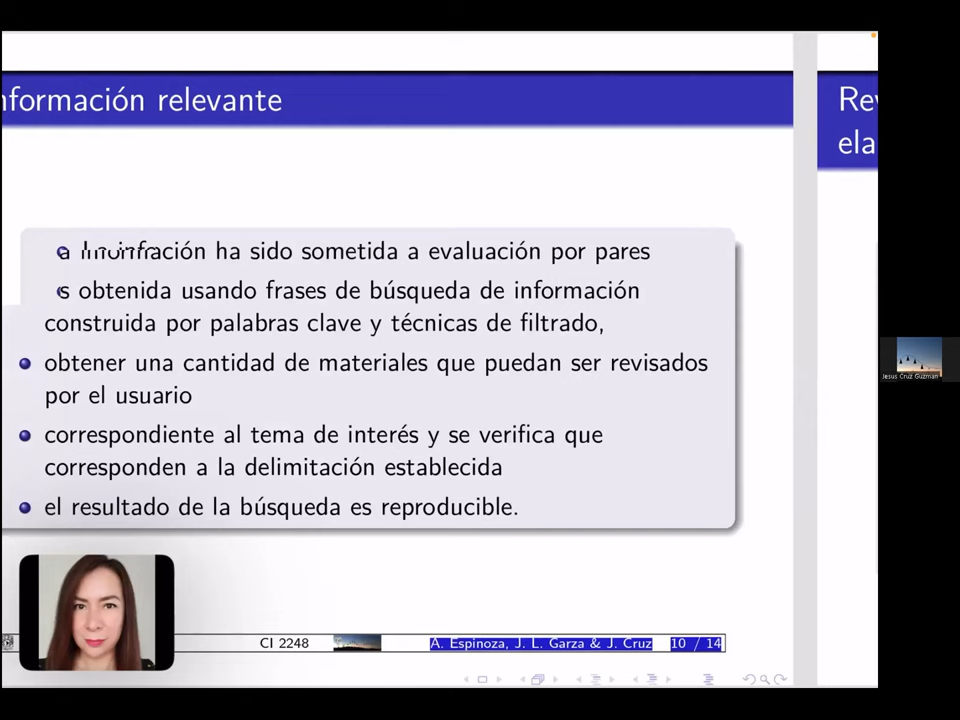 nformación relevante
Re
ela
ha sido sometida a evaluación por pares
s obtenida usando frases de búsqueda de información
construida por palabras clave y técnicas de filtrado,
obtener una cantidad de materiales que puedan ser revisados
por el usuario
correspondiente al tema de interés y se verifica que
corresponden a la delimitación establecida
el resultado de la búsqueda es reproducible.
Jesus Cruz Guzman
CI 2248
A. Espinoza, J. L. Garza & J. Cruz
10 / 14